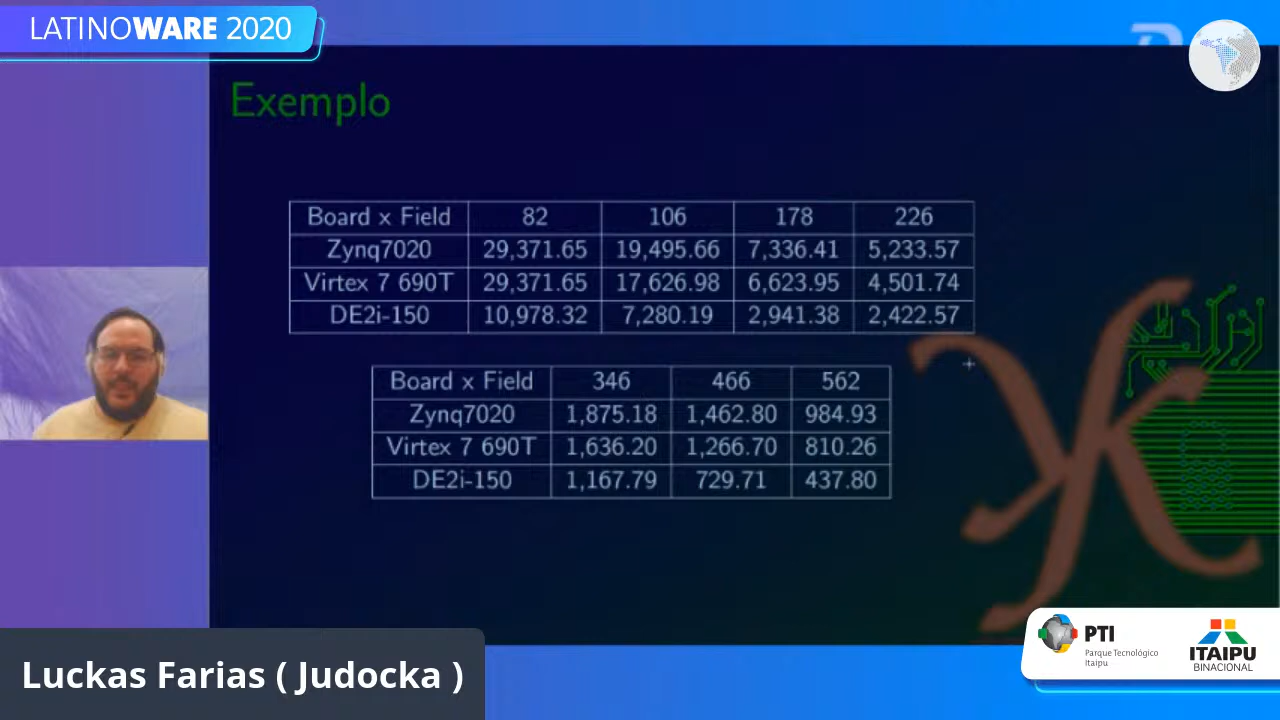 LATINOWARE 2020
Exemplo
Board x Field 82 106 178 226
Zynq7020 29,371.65 19,495.66 7,336.41 5,233.57
Virtex 7 690T 29,371.65 17,626.98 6,623.95 4,501.74
DE2i-150 10,978.32 7,280.19 2,941.38 2,422.57
Board x Field 346 466 562
Zynq7020 1,875.18 1,462.80 984.93
Virtex 7 690T 1,636.20 1,266.70 810.26
DE2i-150 1,167.79 729.71 437.80
PTI
Parque Tecnológico
Itaipu
ITAIPU
BINACIONAL
Luckas Farias ( Judocka )